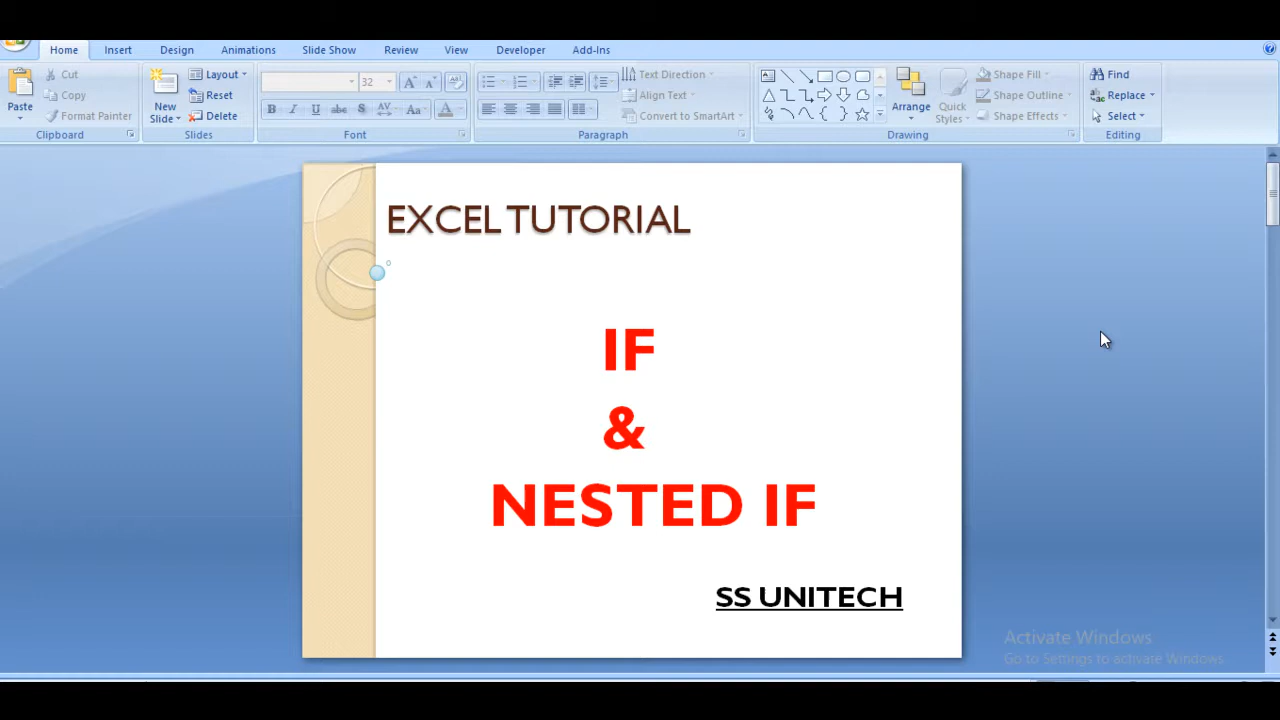 Home Insert Design Animations Slide Show Review View Developer Add-Ins
Cut
Copy
Format Painter
Paste
Clipboard
New
Slide
Layout
Reset
Delete
Slides
32
B I U abc S AV Aa A
Font
Text Direction
Align Text
Convert to SmartArt
Paragraph
Arrange
Quick
Styles
Shape Fill
Shape Outline
Shape Effects
Drawing
Find
Replace
Select
Editing
EXCEL TUTORIAL
IF
&
NESTED IF
SS UNITECH
Activate Windows
Go to Settings to activate Windows.